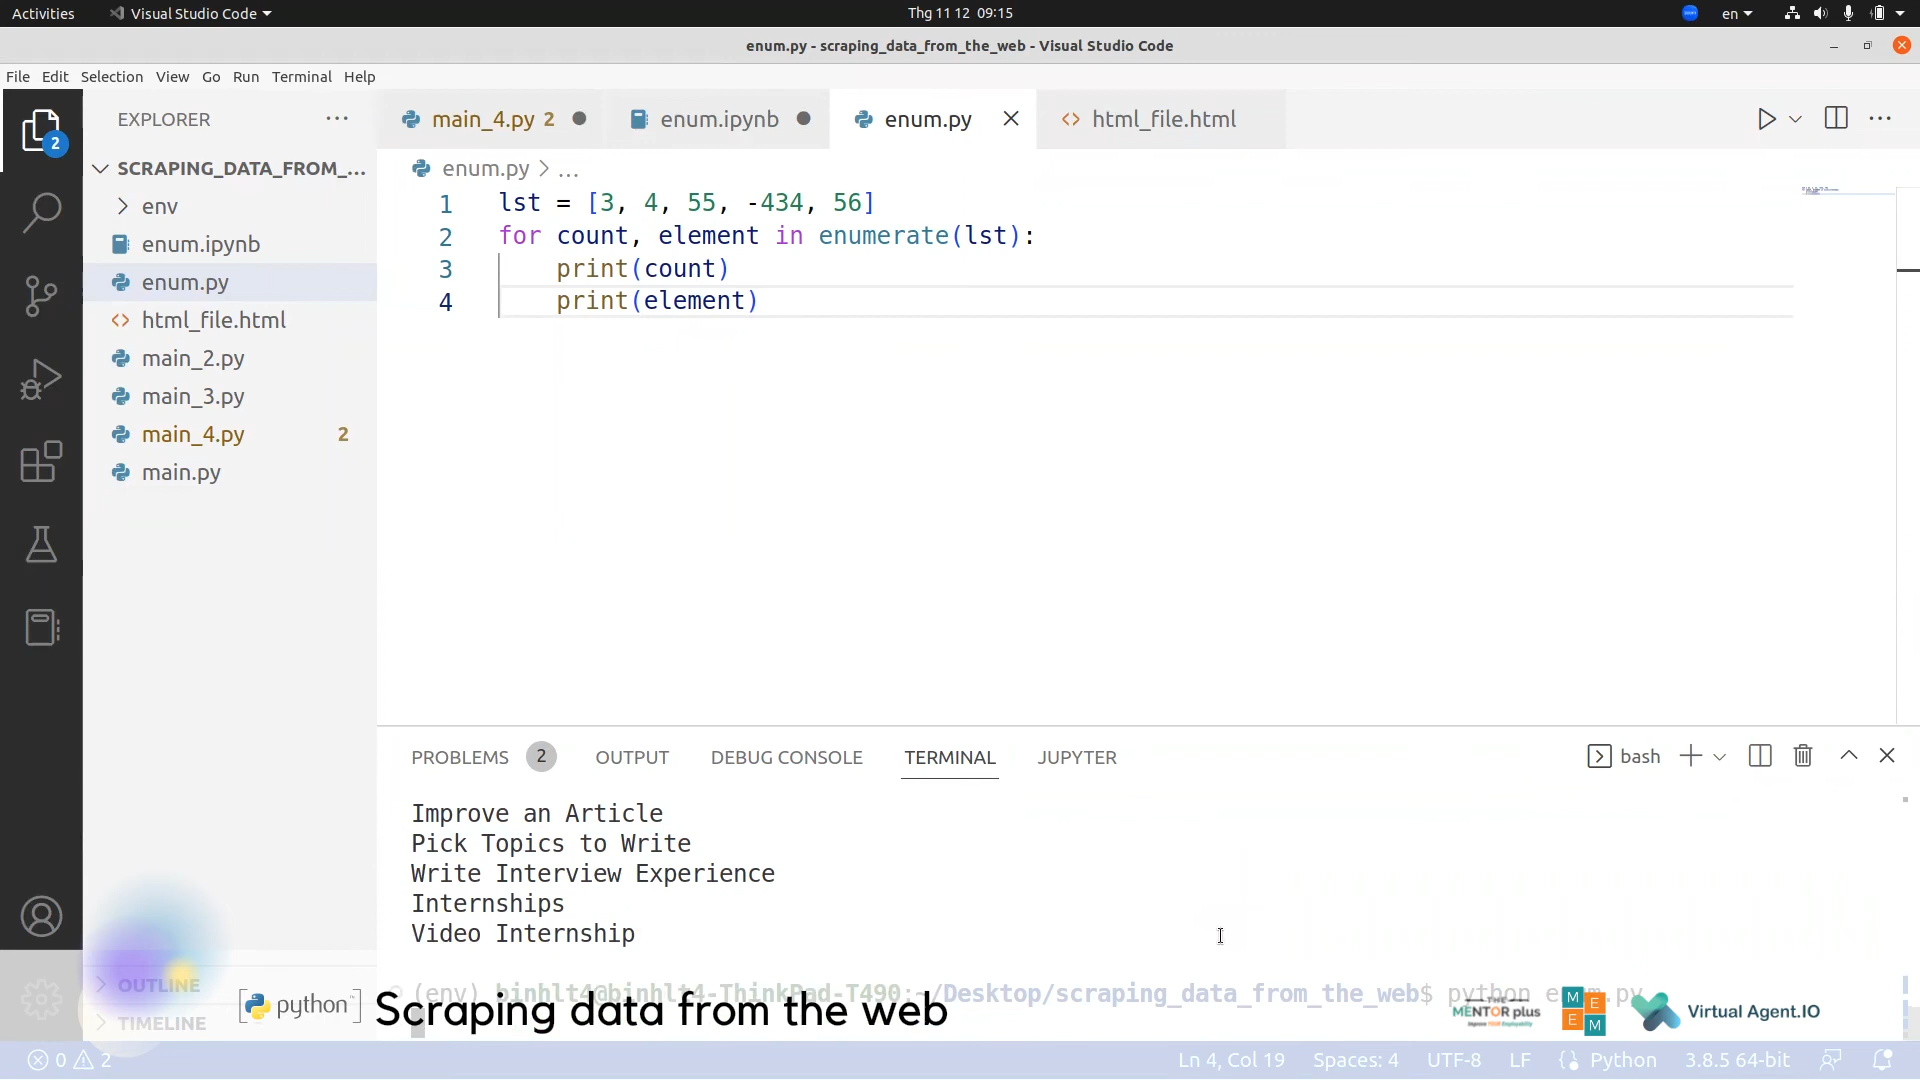 Activities Visual Studio Code Thg 11 12 09:15 en
enum.py - scraping_data_from_the_web - Visual Studio Code
File Edit Selection View Go Run Terminal Help
EXPLORER ... main_4.py 2 enum.ipynb enum.py html_file.html
2
SCRAPING_DATA_FROM_...
enum.py > ...
env
enum.ipynb
enum.py
html_file.html
main_2.py
main_3.py
main_4.py 2
main.py
1 lst = [3, 4, 55, -434, 56]
2 for count, element in enumerate(lst):
3 print(count)
4 print(element)
PROBLEMS 2 OUTPUT DEBUG CONSOLE TERMINAL JUPYTER bash
Improve an Article
Pick Topics to Write
Write Interview Experience
Internships
Video Internship
(env) binhlt4@binhlt4-ThinkPad-T490:~/Desktop/scraping_data_from_the_web$ python enum.py
OUTLINE
TIMELINE
python Scraping data from the web
THE MENTOR plus
M E E M
Virtual Agent.IO
0 2 Ln 4, Col 19 Spaces: 4 UTF-8 LF Python 3.8.5 64-bit